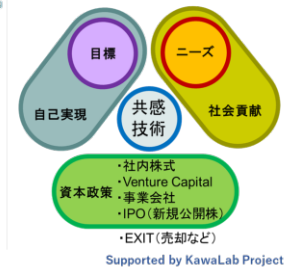 目標
ニーズ
自己実現
共感
技術
社会貢献
資本政策
・社内株式
・Venture Capital
・事業会社
・IPO（新規公開株）
・EXIT（売却など）
Supported by KawaLab Project